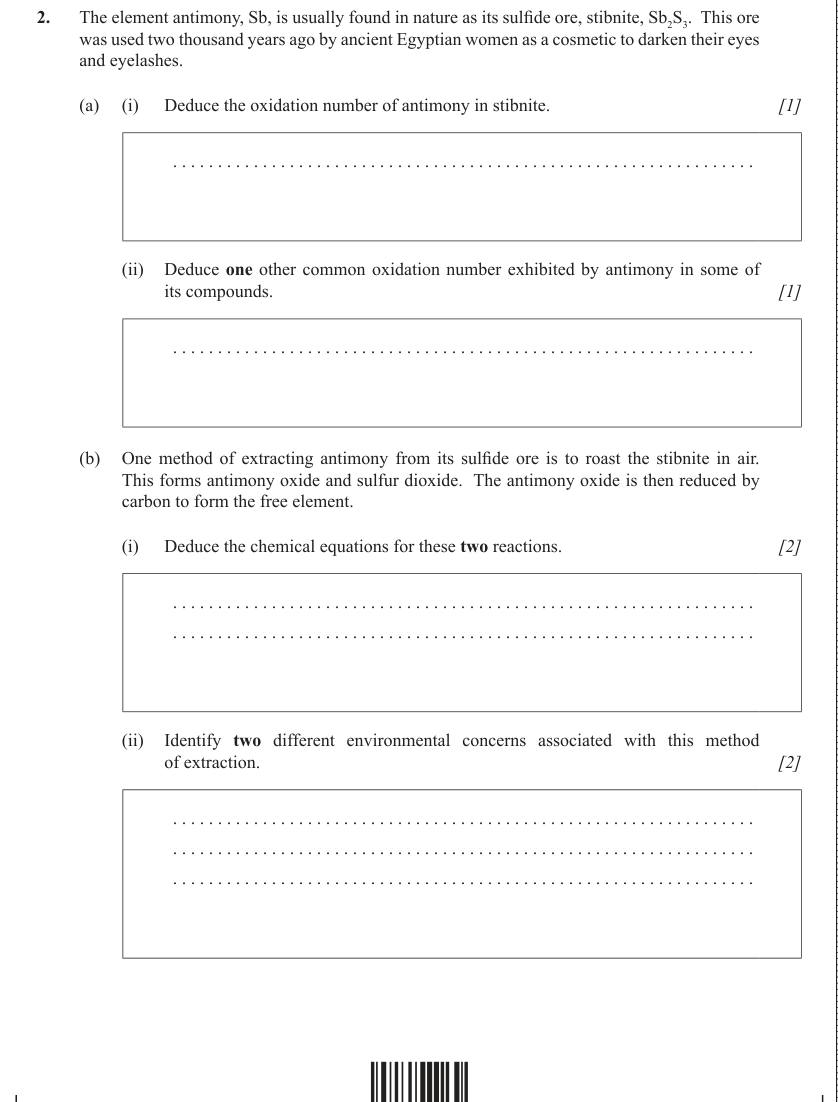 2. The element antimony, Sb, is usually found in nature as its sulfide ore, stibnite, Sb₂S₃. This ore
was used two thousand years ago by ancient Egyptian women as a cosmetic to darken their eyes
and eyelashes.
(a) (i) Deduce the oxidation number of antimony in stibnite. [1]
(ii) Deduce one other common oxidation number exhibited by antimony in some of
its compounds. [1]
(b) One method of extracting antimony from its sulfide ore is to roast the stibnite in air.
This forms antimony oxide and sulfur dioxide. The antimony oxide is then reduced by
carbon to form the free element.
(i) Deduce the chemical equations for these two reactions. [2]
(ii) Identify two different environmental concerns associated with this method
of extraction. [2]